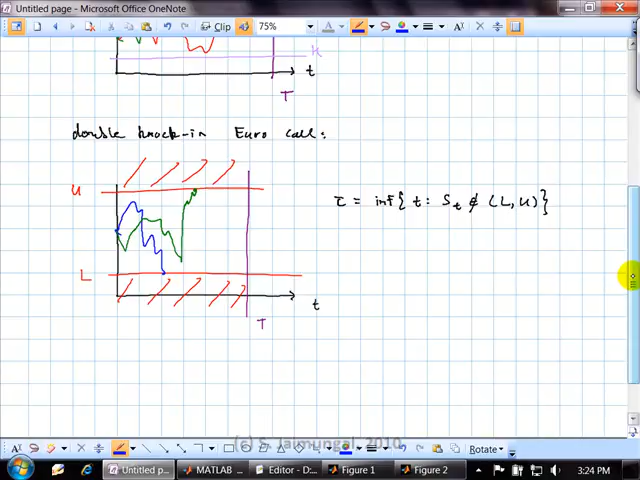 Untitled page - Microsoft Office OneNote
Clip
75%
K
t
T
double knock-in Euro call:
U
τ = inf{ t : S_t ∉ (L, U) }
L
t
T
(c) S. Jaimungal, 2010
Rotate
Untitled p...
MATLAB
Editor - D:...
Figure 1
Figure 2
3:24 PM